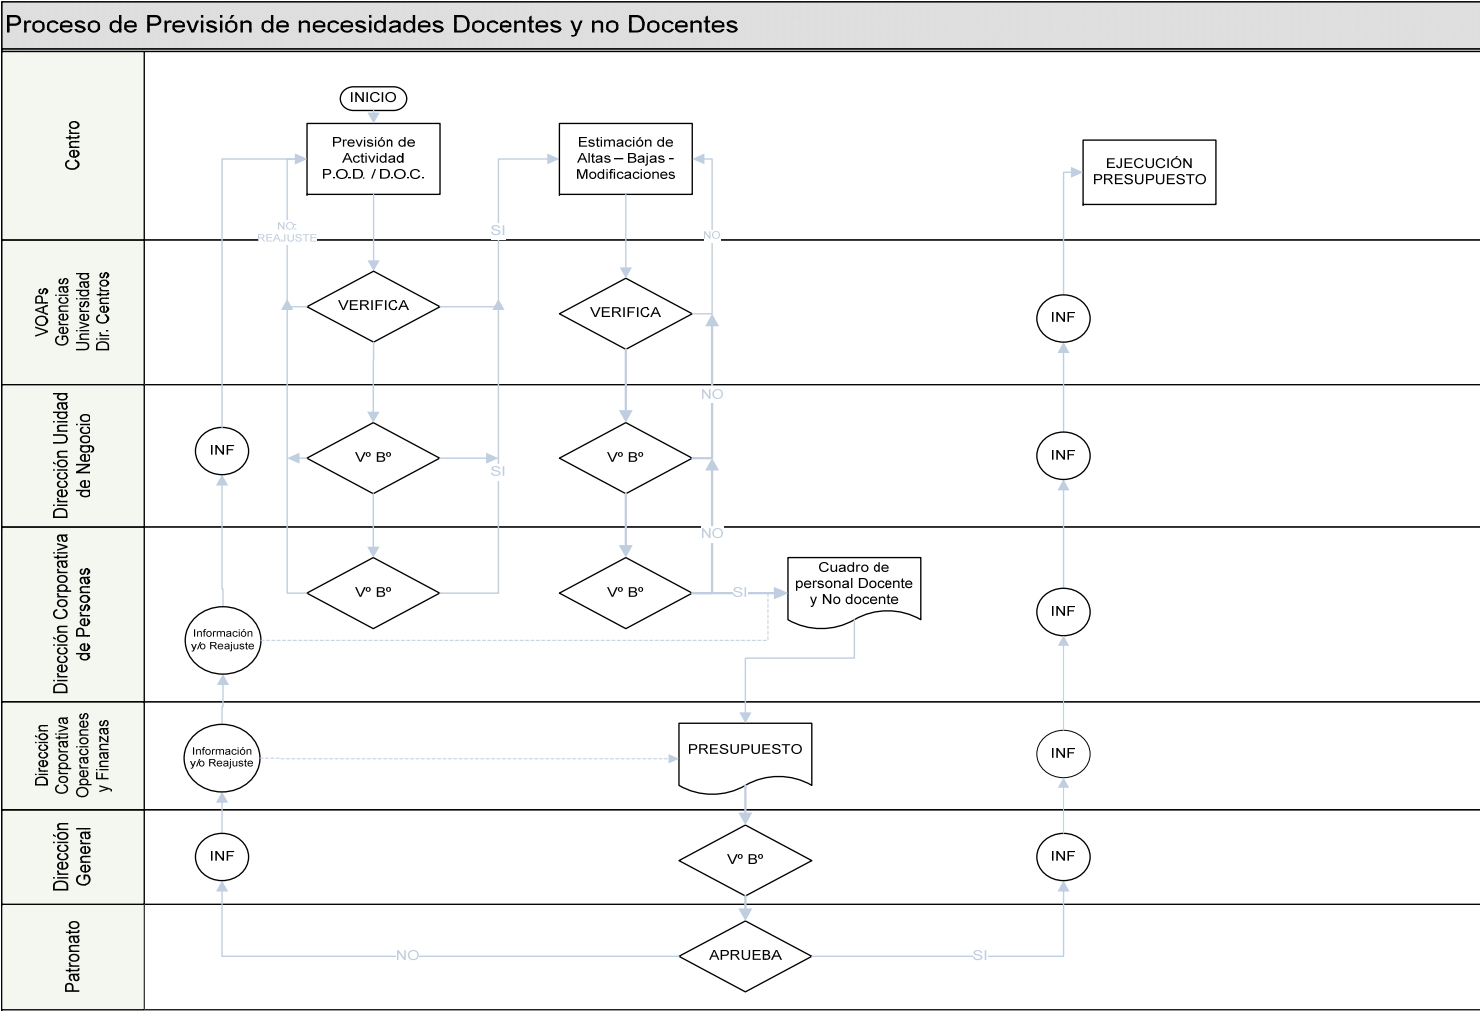 Proceso de Previsión de necesidades Docentes y no Docentes
Centro
INICIO
Previsión de
Actividad
P.O.D. / D.O.C.
Estimación de
Altas – Bajas -
Modificaciones
EJECUCIÓN
PRESUPUESTO
NO:
REAJUSTE
SI
NO
VOAPs
Gerencias
Universidad
Dir. Centros
VERIFICA
VERIFICA
INF
NO
Dirección Unidad
de Negocio
INF
Vº Bº
SI
Vº Bº
INF
NO
Dirección Corporativa
de Personas
Vº Bº
Vº Bº
SI
Cuadro de
personal Docente
y No docente
INF
Información
y/o Reajuste
Dirección
Corporativa
Operaciones
y Finanzas
Información
y/o Reajuste
PRESUPUESTO
INF
Dirección
General
INF
Vº Bº
INF
Patronato
NO
APRUEBA
SI